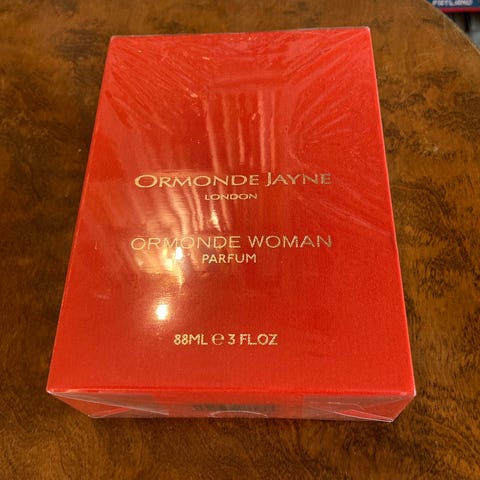 ORMONDE JAYNE
LONDON
ORMONDE WOMAN
PARFUM
88ML ℮ 3 FL.OZ